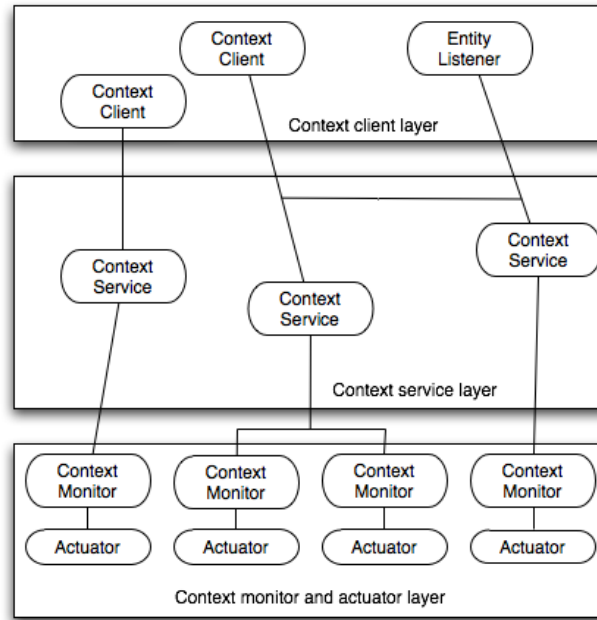 Context
Client
Entity
Listener
Context
Client
Context client layer
Context
Service
Context
Service
Context
Service
Context service layer
Context
Monitor
Context
Monitor
Context
Monitor
Context
Monitor
Actuator
Actuator
Actuator
Actuator
Context monitor and actuator layer